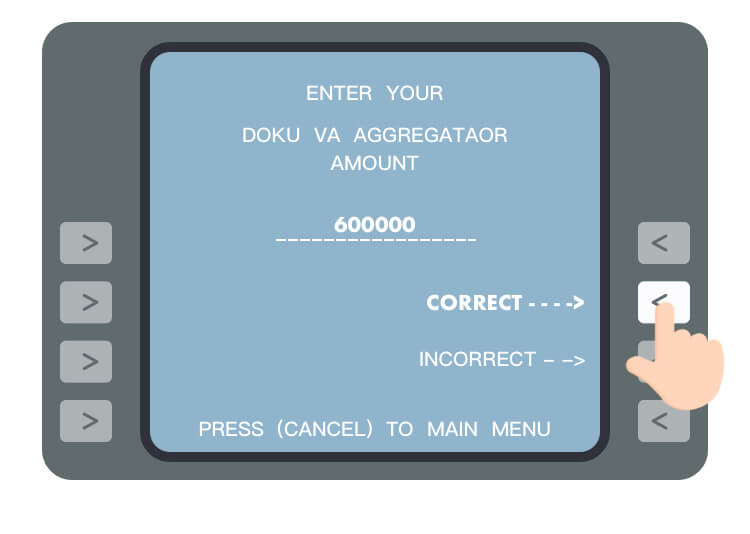 ENTER YOUR
DOKU VA AGGREGATAOR
AMOUNT
600000
CORRECT ---->
INCORRECT - ->
PRESS (CANCEL) TO MAIN MENU